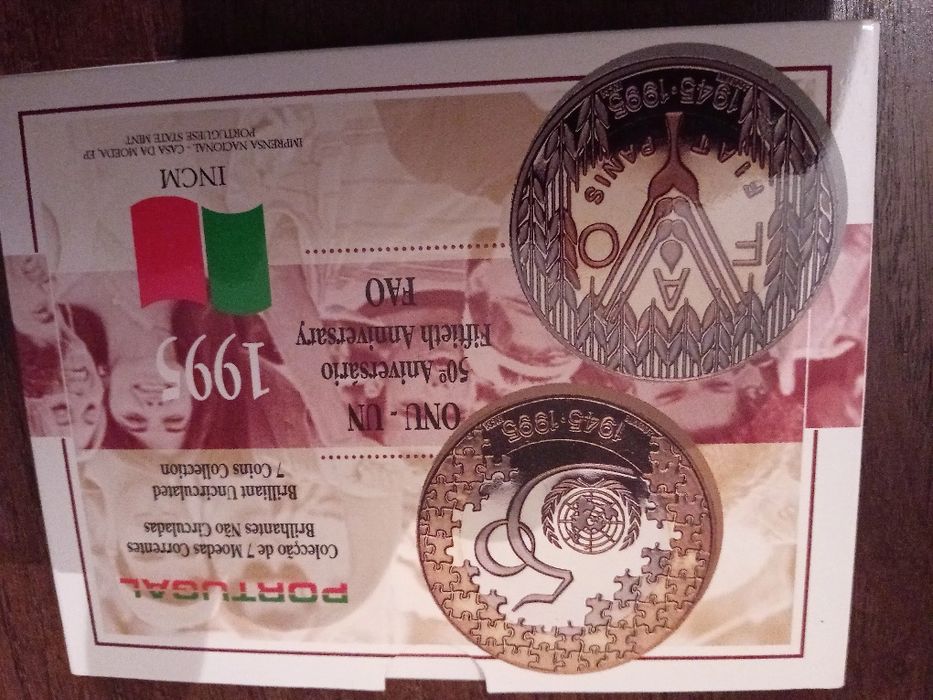 PORTUGAL
Colecção de 7 Moedas Correntes
Brilhantes Não Circuladas
Brilliant Uncirculated
7 Coins Collection
1945·1995
ONU - UN
50º Aniversário
Fiftieth Anniversary
FAO
1995
INCM
IMPRENSA NACIONAL - CASA DA MOEDA, EP
PORTUGUESE STATE MINT
F A O
FIAT PANIS
1945·1995